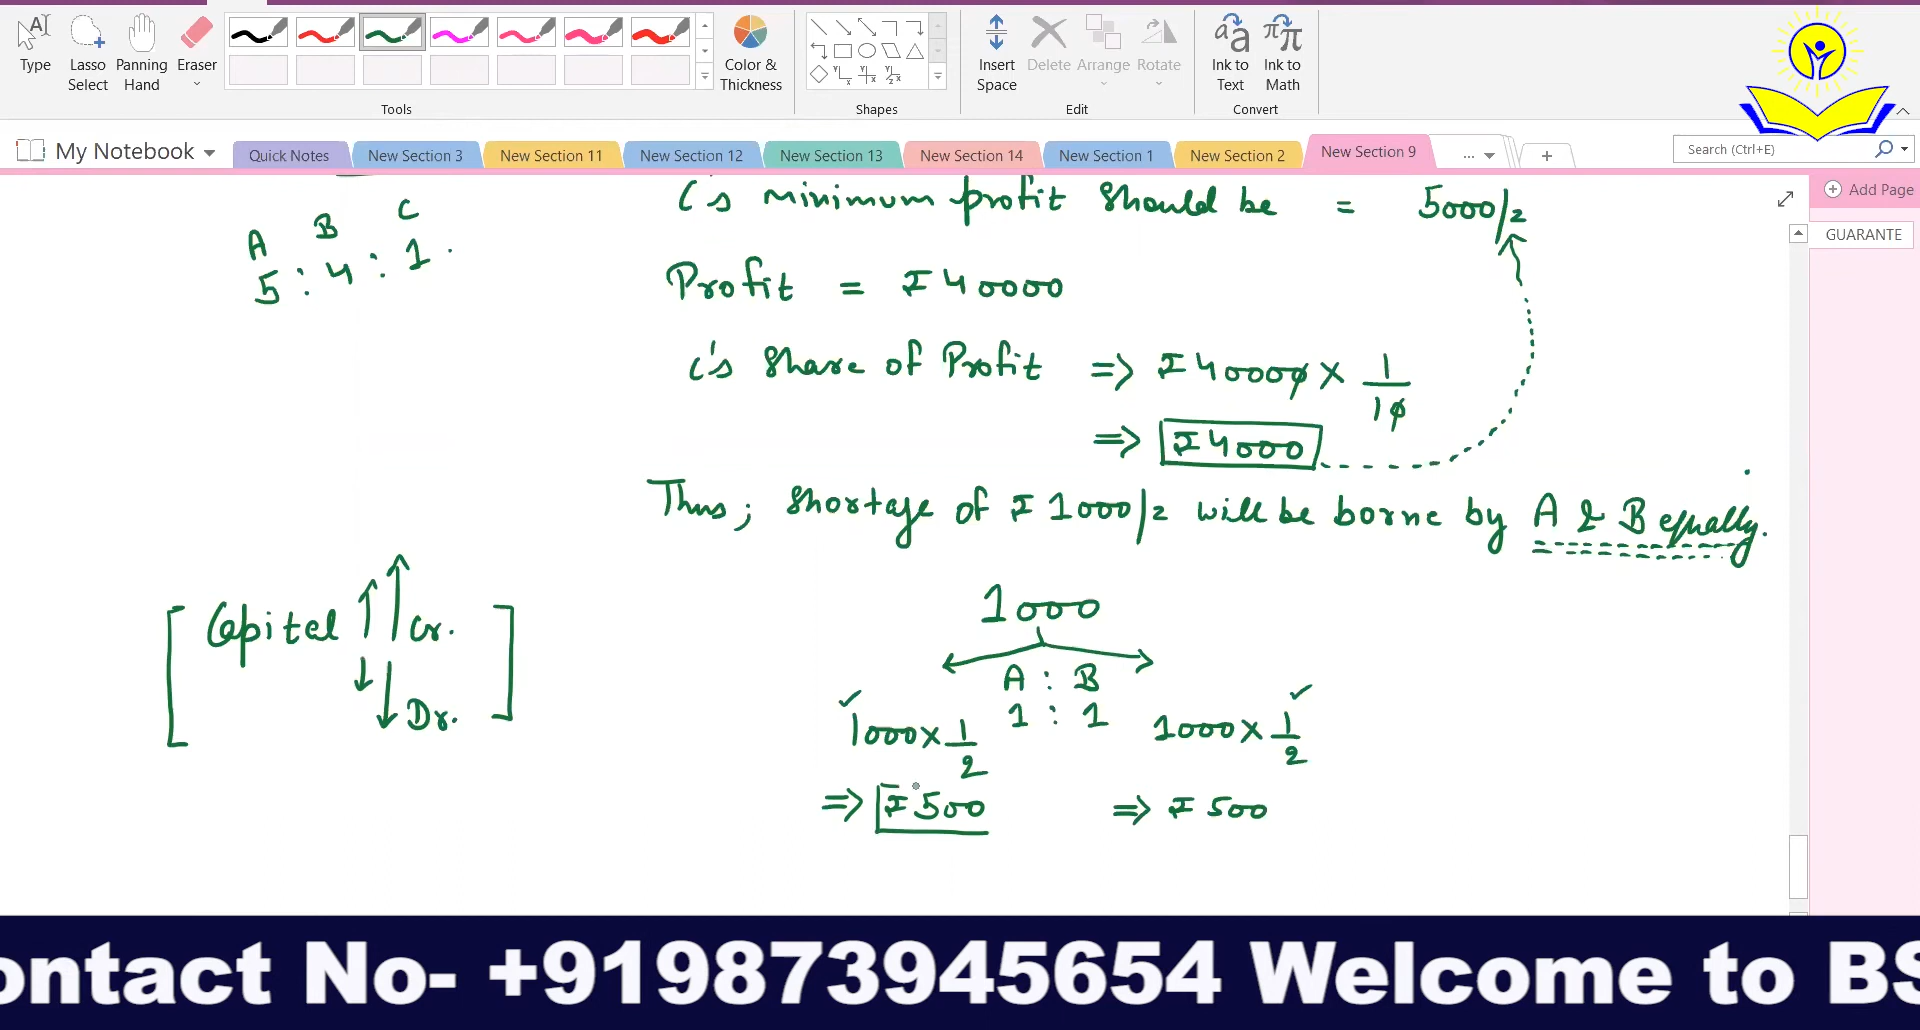 Type
Lasso Select
Panning Hand
Eraser
Color & Thickness
Insert Space
Delete
Arrange
Rotate
Ink to Text
Ink to Math
Tools
Shapes
Edit
Convert
My Notebook
Quick Notes
New Section 3
New Section 11
New Section 12
New Section 13
New Section 14
New Section 1
New Section 2
New Section 9
...
Search (Ctrl+E)
Add Page
GUARANTE
A B C
5 : 4 : 1.
C's minimum profit should be = 5000/=
Profit = ₹40000
C's share of Profit => ₹40000 × 1/10
=> ₹4000
Thus; shortage of ₹1000/= will be borne by A & B equally.
[Capital ↑↑ Cr.
↓↓ Dr.]
1000
A : B
1 : 1
1000 × 1/2
1000 × 1/2
=> ₹500
=> ₹500
ontact No- +919873945654 Welcome to BS